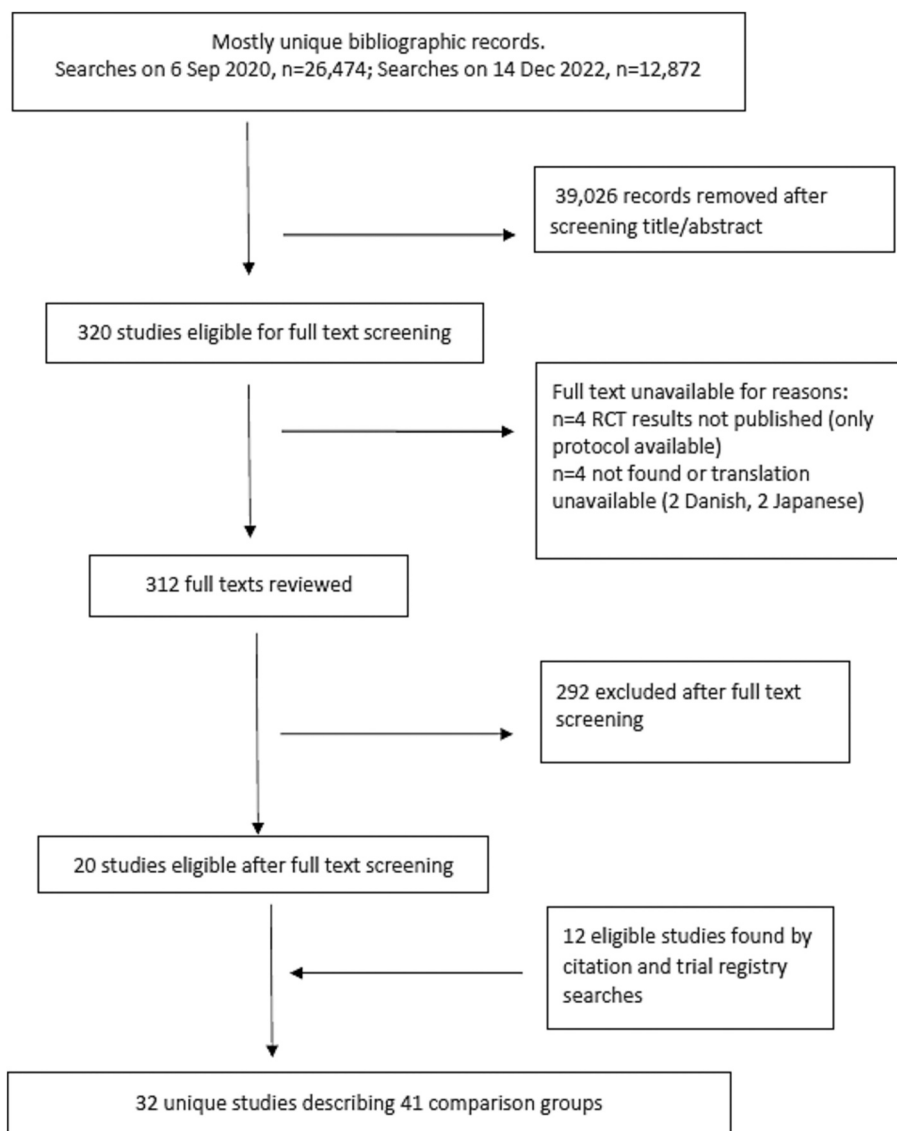 Mostly unique bibliographic records.
Searches on 6 Sep 2020, n=26,474; Searches on 14 Dec 2022, n=12,872
39,026 records removed after
screening title/abstract
320 studies eligible for full text screening
Full text unavailable for reasons:
n=4 RCT results not published (only
protocol available)
n=4 not found or translation
unavailable (2 Danish, 2 Japanese)
312 full texts reviewed
292 excluded after full text
screening
20 studies eligible after full text screening
12 eligible studies found by
citation and trial registry
searches
32 unique studies describing 41 comparison groups